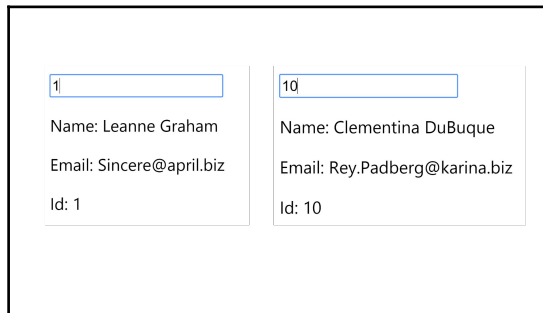 1
Name: Leanne Graham
Email: Sincere@april.biz
Id: 1
10
Name: Clementina DuBuque
Email: Rey.Padberg@karina.biz
Id: 10